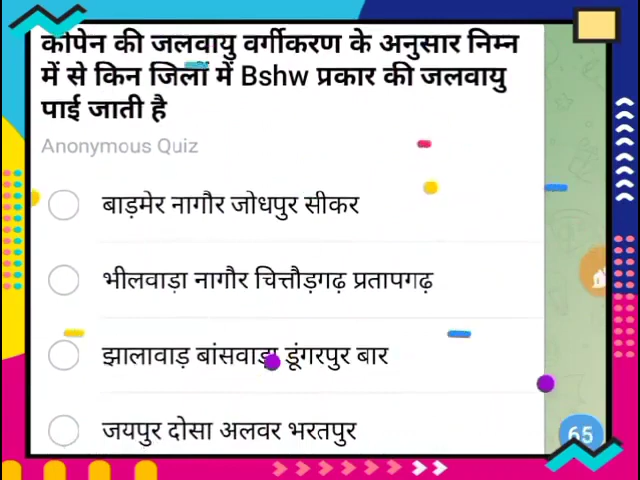 कोपेन की जलवायु वर्गीकरण के अनुसार निम्न
में से किन जिलों में Bshw प्रकार की जलवायु
पाई जाती है
Anonymous Quiz
बाड़मेर नागौर जोधपुर सीकर
भीलवाड़ा नागौर चित्तौड़गढ़ प्रतापगढ़
झालावाड़ बांसवाड़ा डूंगरपुर बार
जयपुर दोसा अलवर भरतपुर
65